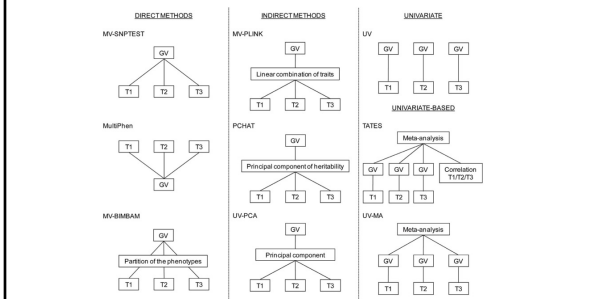 DIRECT METHODS
MV-SNPTEST
GV
T1 T2 T3
MultiPhen
T1 T2 T3
GV
MV-BIMBAM
GV
Partition of the phenotypes
T1 T2 T3
INDIRECT METHODS
MV-PLINK
GV
Linear combination of traits
T1 T2 T3
PCHAT
GV
Principal component of heritability
T1 T2 T3
UV-PCA
GV
Principal component
T1 T2 T3
UNIVARIATE
UV
GV GV GV
T1 T2 T3
UNIVARIATE-BASED
TATES
Meta-analysis
GV GV GV Correlation
T1/T2/T3
T1 T2 T3
UV-MA
Meta-analysis
GV GV GV
T1 T2 T3